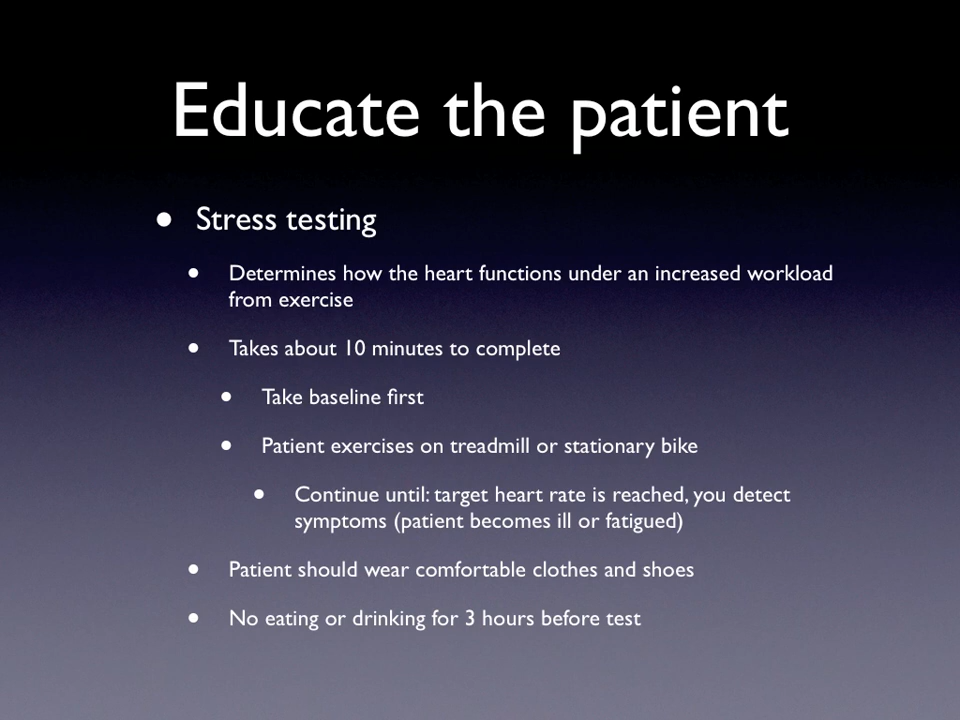 Educate the patient
• Stress testing
• Determines how the heart functions under an increased workload
from exercise
• Takes about 10 minutes to complete
• Take baseline first
• Patient exercises on treadmill or stationary bike
• Continue until: target heart rate is reached, you detect
symptoms (patient becomes ill or fatigued)
• Patient should wear comfortable clothes and shoes
• No eating or drinking for 3 hours before test